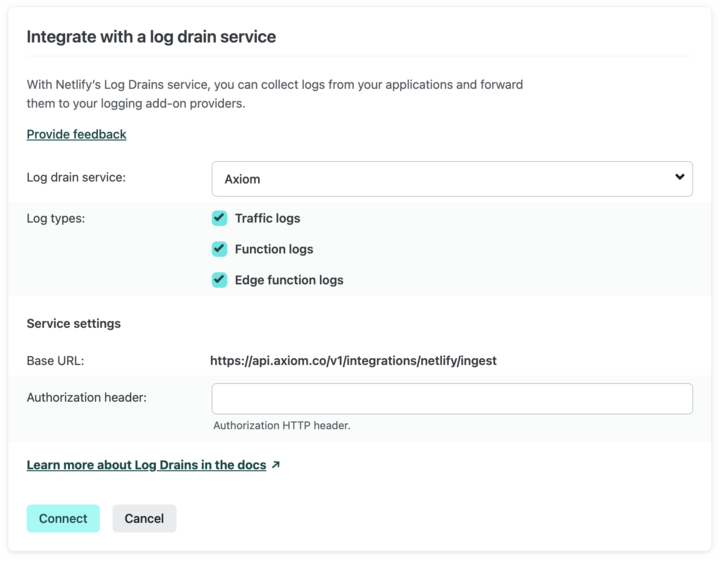 Integrate with a log drain service
With Netlify's Log Drains service, you can collect logs from your applications and forward
them to your logging add-on providers.
Provide feedback
Log drain service:
Axiom
Log types:
Traffic logs
Function logs
Edge function logs
Service settings
Base URL:
https://api.axiom.co/v1/integrations/netlify/ingest
Authorization header:
Authorization HTTP header.
Learn more about Log Drains in the docs ↗
Connect
Cancel